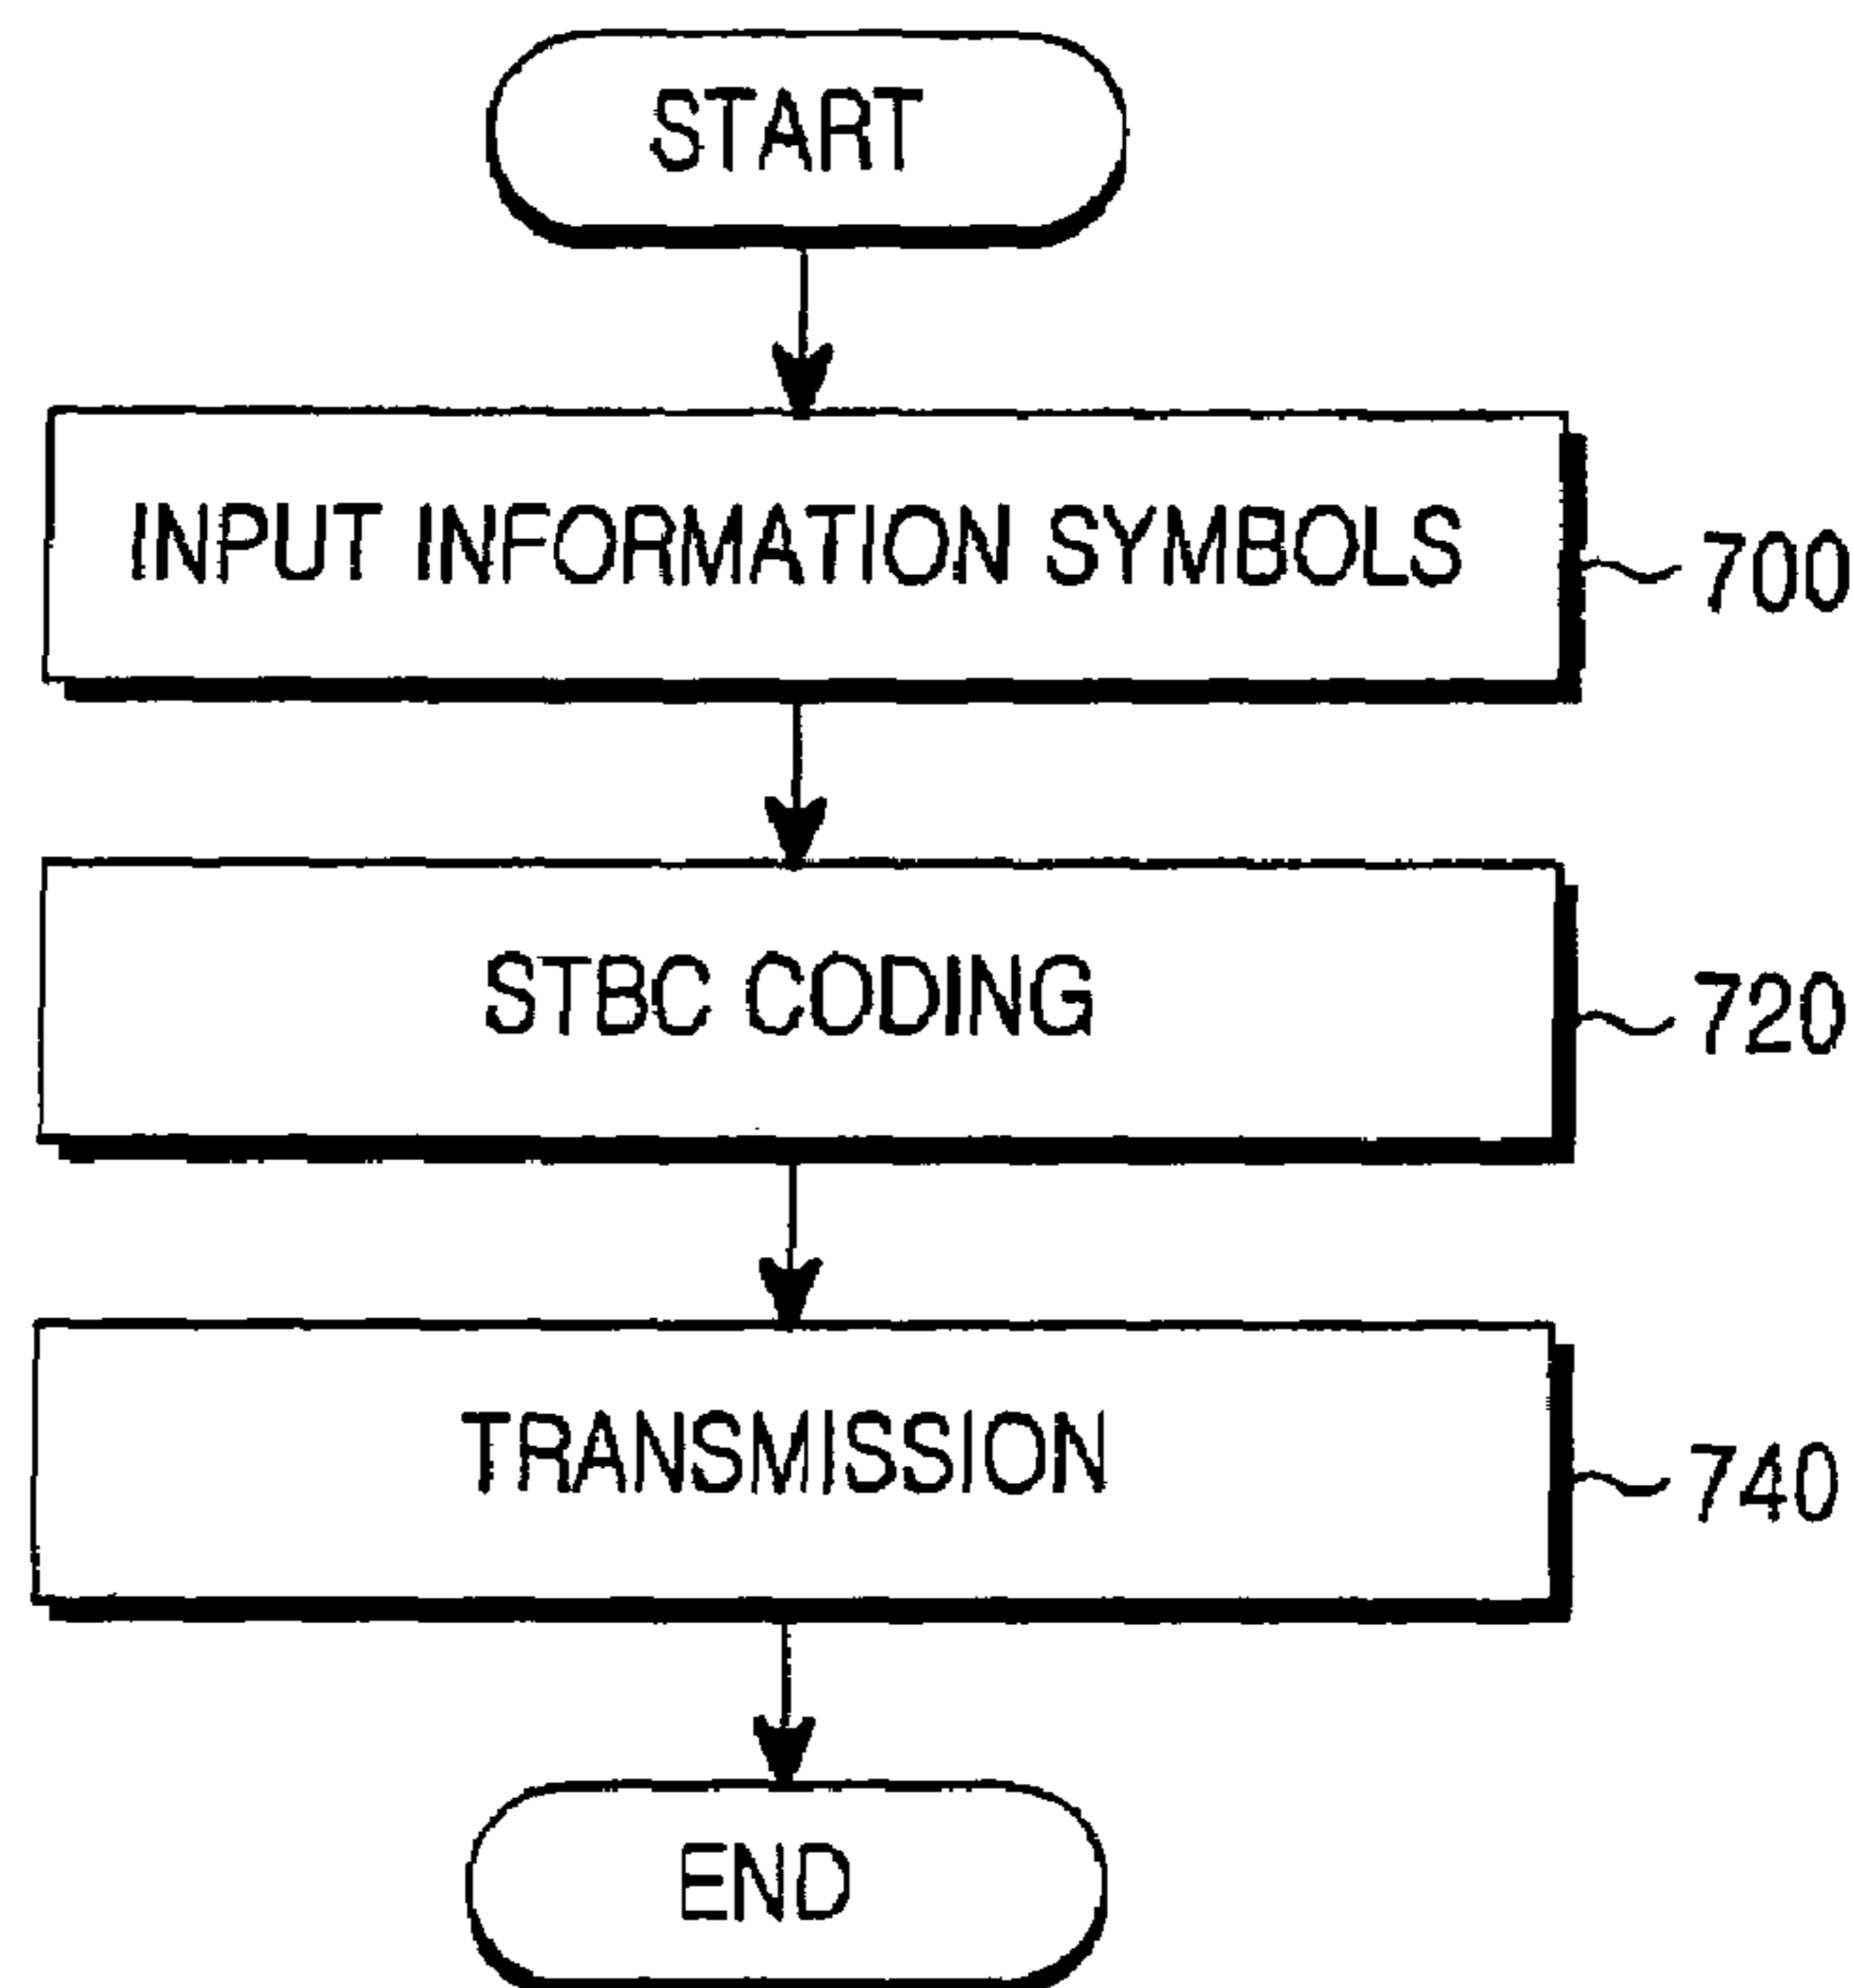 START
INPUT INFORMATION SYMBOLS
700
STBC CODING
720
TRANSMISSION
740
END